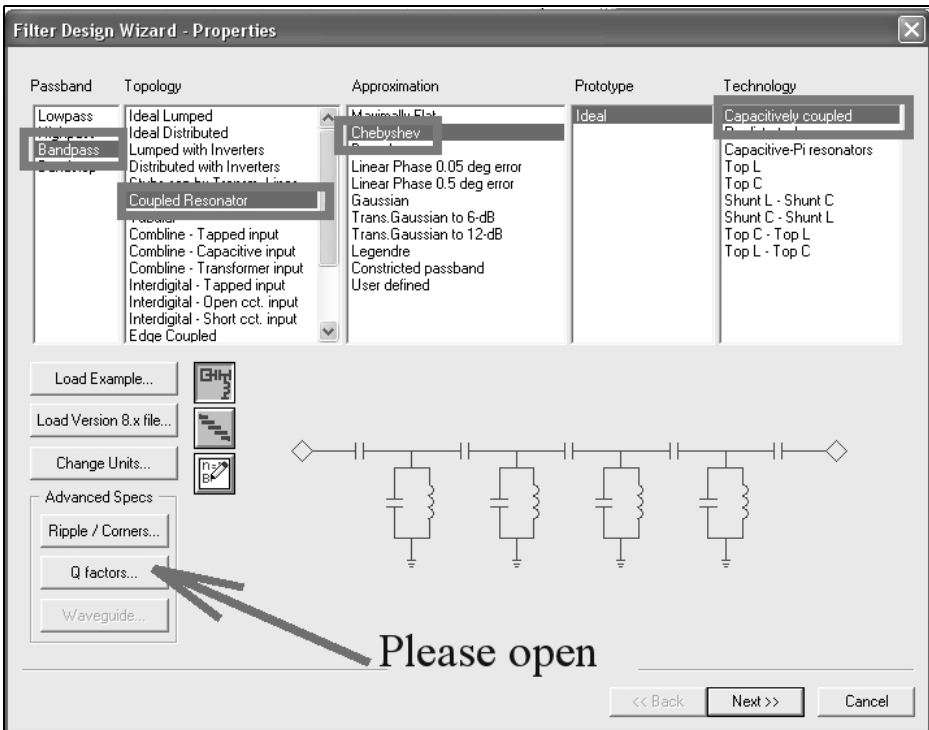 Filter Design Wizard - Properties
Passband
Topology
Approximation
Prototype
Technology
Lowpass
Bandpass
Ideal Lumped
Ideal Distributed
Lumped with Inverters
Distributed with Inverters
Coupled Resonator
Combline - Tapped input
Combline - Capacitive input
Combline - Transformer input
Interdigital - Tapped input
Interdigital - Open cct. input
Interdigital - Short cct. input
Edge Coupled
Maximally Flat
Chebyshev
Linear Phase 0.05 deg error
Linear Phase 0.5 deg error
Gaussian
Trans.Gaussian to 6-dB
Trans.Gaussian to 12-dB
Legendre
Constricted passband
User defined
Ideal
Capacitively coupled
Capacitive-Pi resonators
Top L
Top C
Shunt L - Shunt C
Shunt C - Shunt L
Top C - Top L
Top L - Top C
Load Example...
Load Version 8.x file...
Change Units...
Advanced Specs
Ripple / Corners...
Q factors...
Waveguide...
Please open
<< Back
Next >>
Cancel